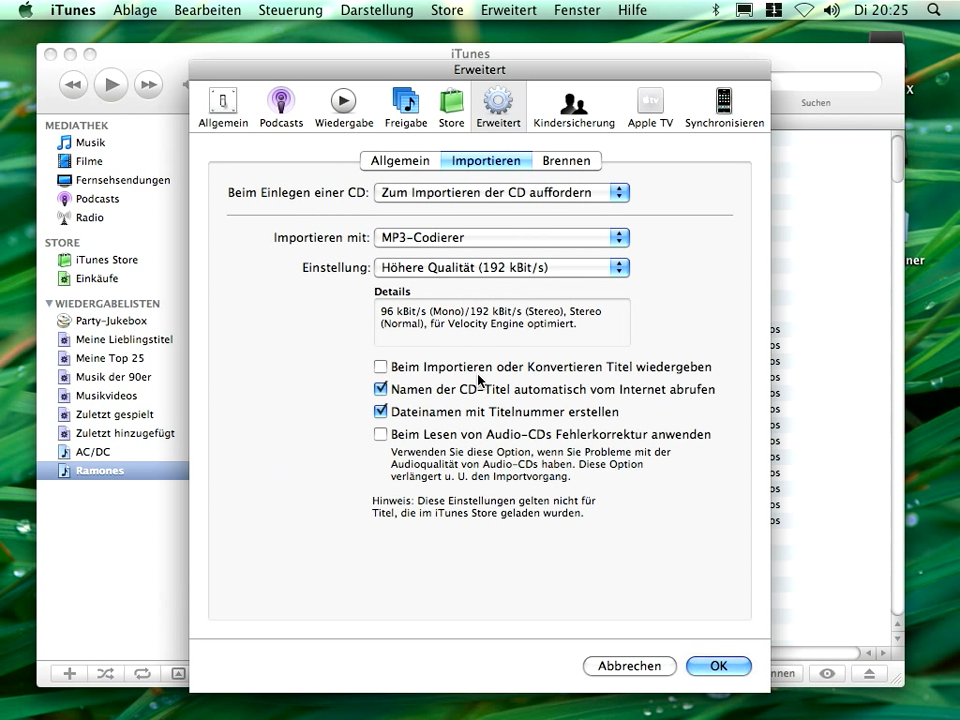 iTunes Ablage Bearbeiten Steuerung Darstellung Store Erweitert Fenster Hilfe Di 20:25
iTunes
Erweitert
Allgemein Podcasts Wiedergabe Freigabe Store Erweitert Kindersicherung Apple TV Synchronisieren
Suchen
X
MEDIATHEK
Musik
Filme
Fernsehsendungen
Podcasts
Radio
STORE
iTunes Store
Einkäufe
WIEDERGABELISTEN
Party-Jukebox
Meine Lieblingstitel
Meine Top 25
Musik der 90er
Musikvideos
Zuletzt gespielt
Zuletzt hinzugefügt
AC/DC
Ramones
Allgemein Importieren Brennen
Beim Einlegen einer CD: Zum Importieren der CD auffordern
Importieren mit: MP3-Codierer
Einstellung: Höhere Qualität (192 kBit/s)
Details
96 kBit/s (Mono)/192 kBit/s (Stereo), Stereo
(Normal), für Velocity Engine optimiert.
Beim Importieren oder Konvertieren Titel wiedergeben
Namen der CD-Titel automatisch vom Internet abrufen
Dateinamen mit Titelnummer erstellen
Beim Lesen von Audio-CDs Fehlerkorrektur anwenden
Verwenden Sie diese Option, wenn Sie Probleme mit der
Audioqualität von Audio-CDs haben. Diese Option
verlängert u. U. den Importvorgang.
Hinweis: Diese Einstellungen gelten nicht für
Titel, die im iTunes Store geladen wurden.
Abbrechen OK
ner
nnen